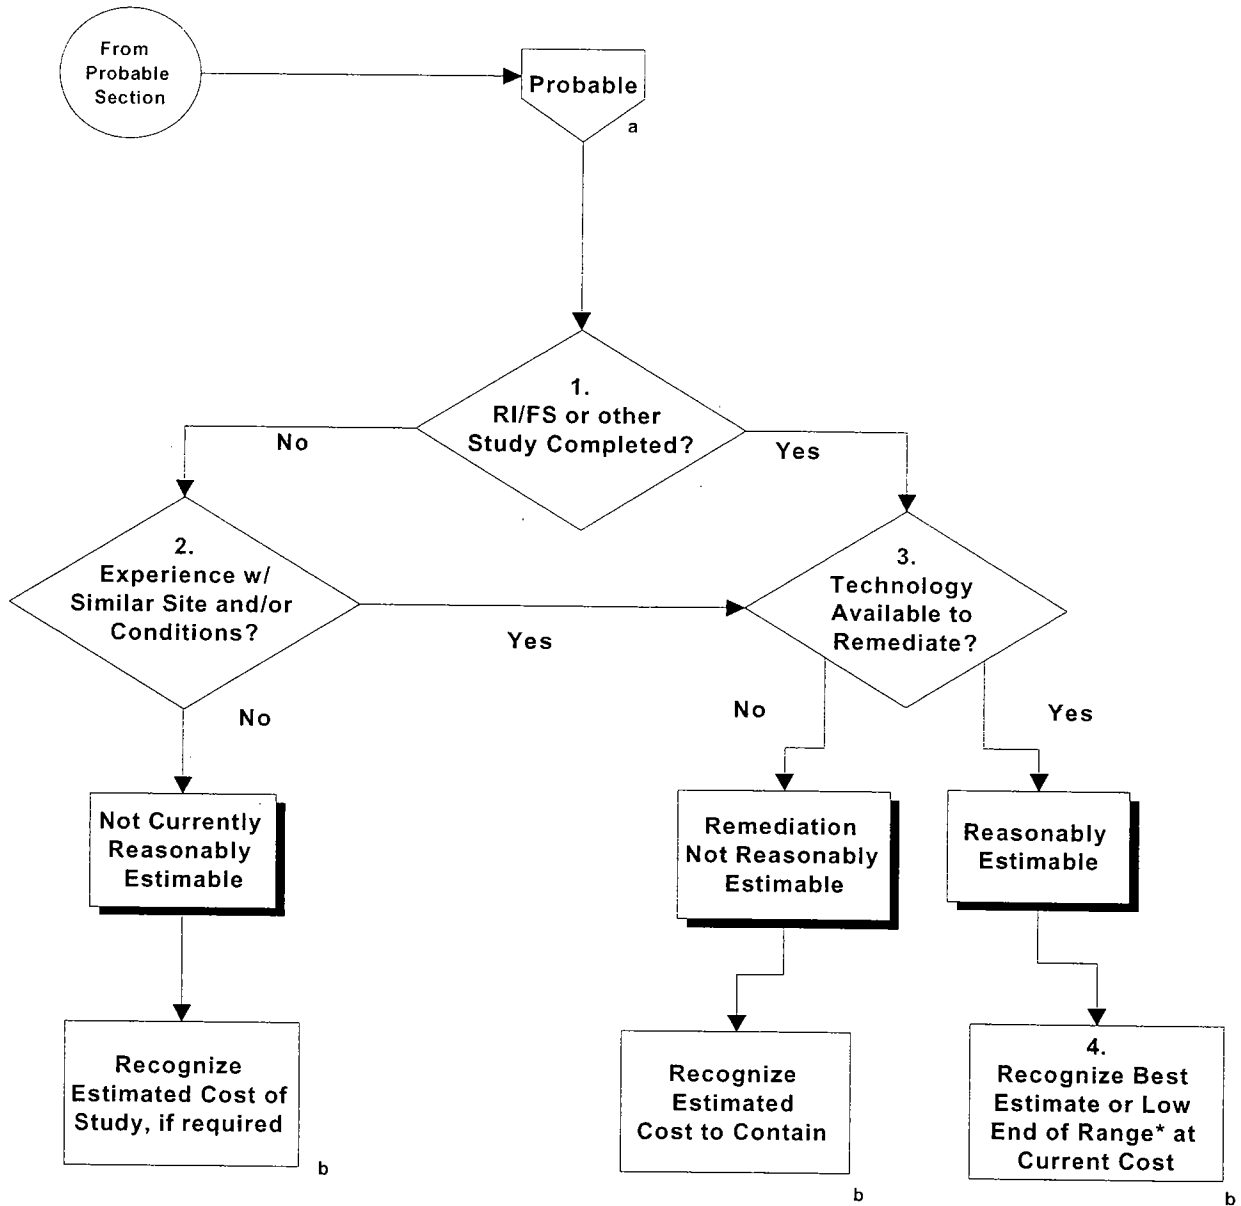 From
Probable
Section
Probable
a
1.
RI/FS or other
Study Completed?
No
Yes
2.
Experience w/
Similar Site and/or
Conditions?
Yes
3.
Technology
Available to
Remediate?
No
No
Yes
Not Currently
Reasonably
Estimable
Remediation
Not Reasonably
Estimable
Reasonably
Estimable
Recognize
Estimated Cost of
Study, if required
b
Recognize
Estimated
Cost to Contain
b
4.
Recognize Best
Estimate or Low
End of Range* at
Current Cost
b